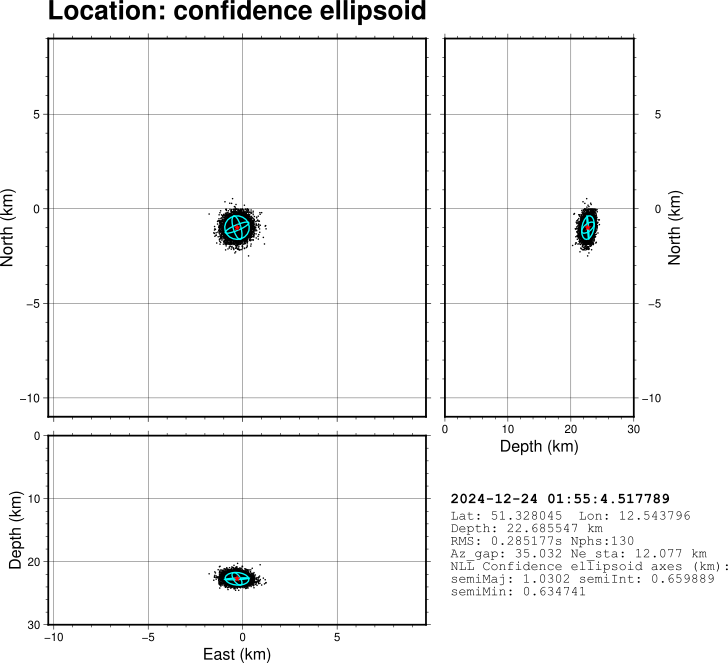 Location: confidence ellipsoid
5
0
−5
−10
North (km)
5
0
−5
−10
North (km)
0
10
20
30
Depth (km)
0
10
20
30
Depth (km)
−10
−5
0
5
East (km)
2024-12-24 01:55:4.517789
Lat: 51.328045 Lon: 12.543796
Depth: 22.685547 km
RMS: 0.285177s Nphs:130
Az_gap: 35.032 Ne_sta: 12.077 km
NLL Confidence ellipsoid axes (km):
semiMaj: 1.0302 semiInt: 0.659889
semiMin: 0.634741